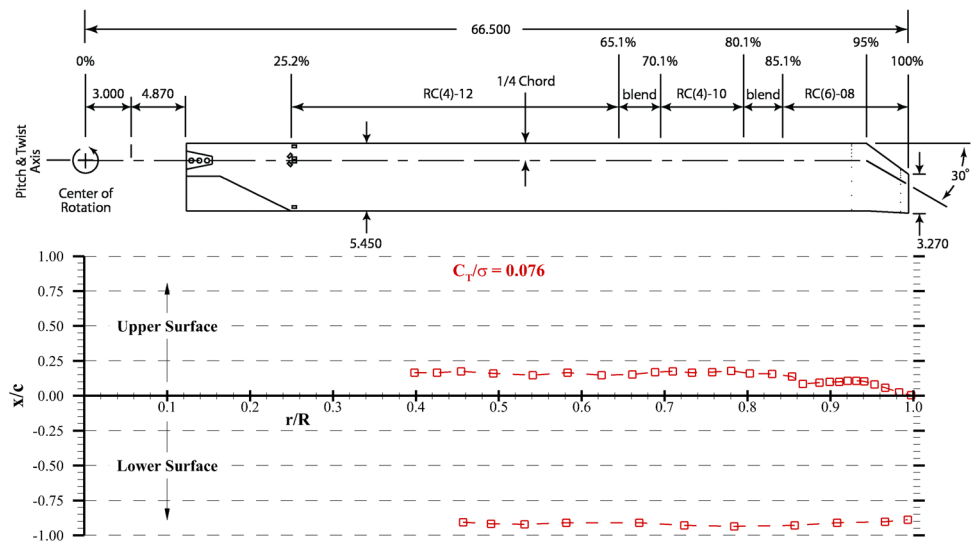 66.500
0%
25.2%
65.1%
80.1%
95%
70.1%
85.1%
100%
1/4 Chord
3.000
4.870
RC(4)-12
blend
RC(4)-10
blend
RC(6)-08
Pitch & Twist
Axis
Center of
Rotation
30°
5.450
3.270
C_T/σ = 0.076
1.00
0.75
0.50
0.25
0.00
-0.25
-0.50
-0.75
-1.00
x/c
Upper Surface
0.1
0.2
0.3
0.4
0.5
0.6
0.7
0.8
0.9
1.0
r/R
Lower Surface